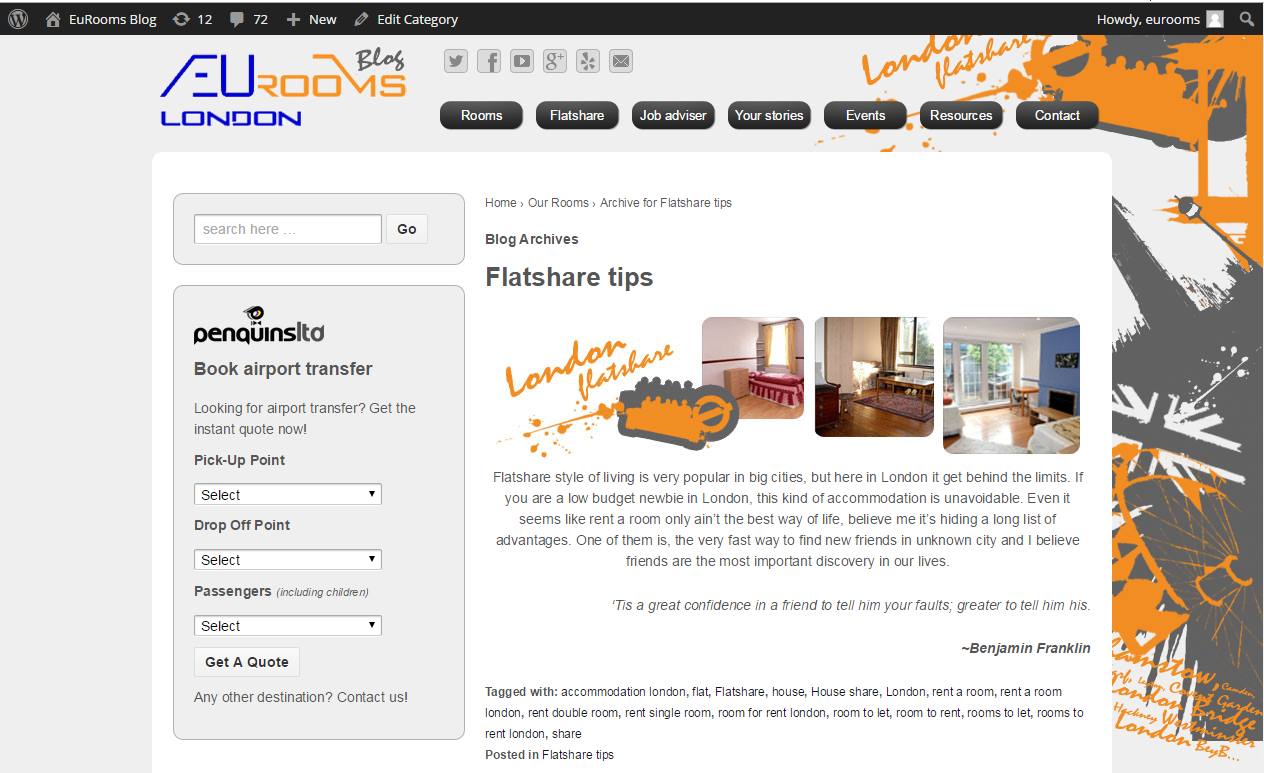 EuRooms Blog 12 72 New Edit Category Howdy, eurooms
EUROOMS Blog
LONDON
London
flatshare
Rooms Flatshare Job adviser Your stories Events Resources Contact
search here ... Go
Home › Our Rooms › Archive for Flatshare tips
Blog Archives
Flatshare tips
penquinsltd
Book airport transfer
Looking for airport transfer? Get the
instant quote now!
Pick-Up Point
Select
Drop Off Point
Select
Passengers (including children)
Select
Get A Quote
Any other destination? Contact us!
London
flatshare
Flatshare style of living is very popular in big cities, but here in London it get behind the limits. If
you are a low budget newbie in London, this kind of accommodation is unavoidable. Even it
seems like rent a room only ain’t the best way of life, believe me it’s hiding a long list of
advantages. One of them is, the very fast way to find new friends in unknown city and I believe
friends are the most important discovery in our lives.
‘Tis a great confidence in a friend to tell him your faults; greater to tell him his.
~Benjamin Franklin
Tagged with: accommodation london, flat, Flatshare, house, House share, London, rent a room, rent a room
london, rent double room, rent single room, room for rent london, room to let, room to rent, rooms to let, rooms to
rent london, share
Posted in Flatshare tips
Camden,
Covent Garden
London Bridge
Hackney Westminster
London BeyB...